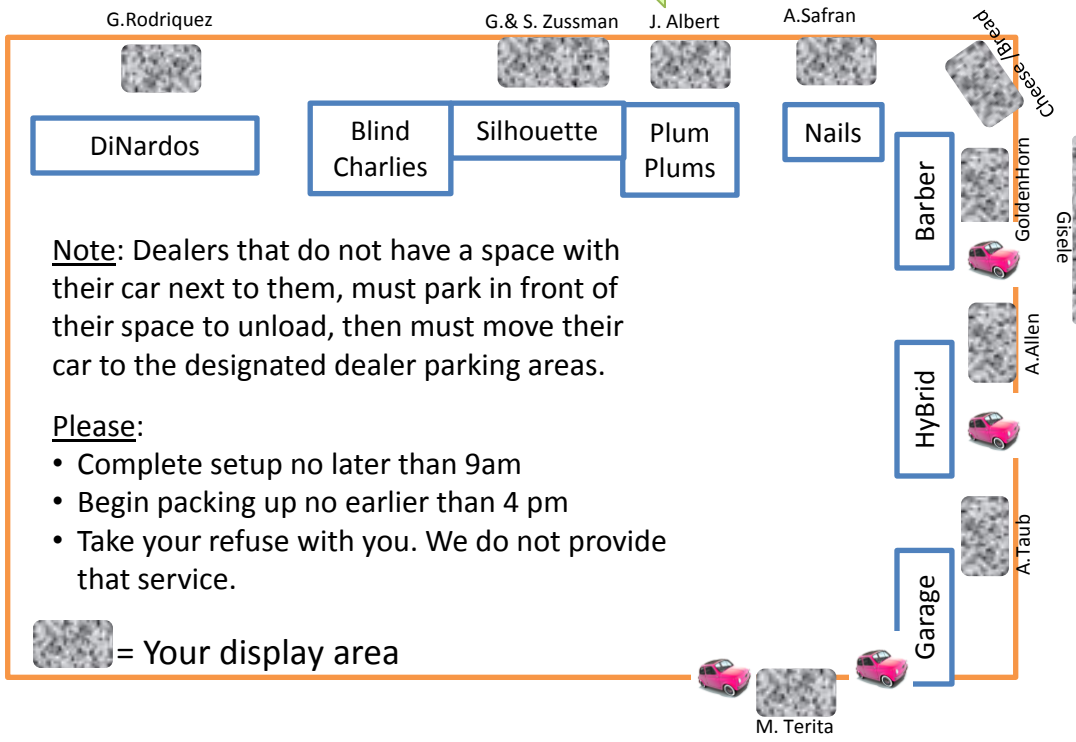 G.Rodriquez
G.& S. Zussman
J. Albert
A.Safran
Cheese /Bread
DiNardos
Blind
Charlies
Silhouette
Plum
Plums
Nails
Barber
GoldenHorn
Gisele
Note: Dealers that do not have a space with
their car next to them, must park in front of
their space to unload, then must move their
car to the designated dealer parking areas.
A.Allen
HyBrid
Please:
• Complete setup no later than 9am
• Begin packing up no earlier than 4 pm
• Take your refuse with you. We do not provide
that service.
A.Taub
Garage
= Your display area
M. Terita